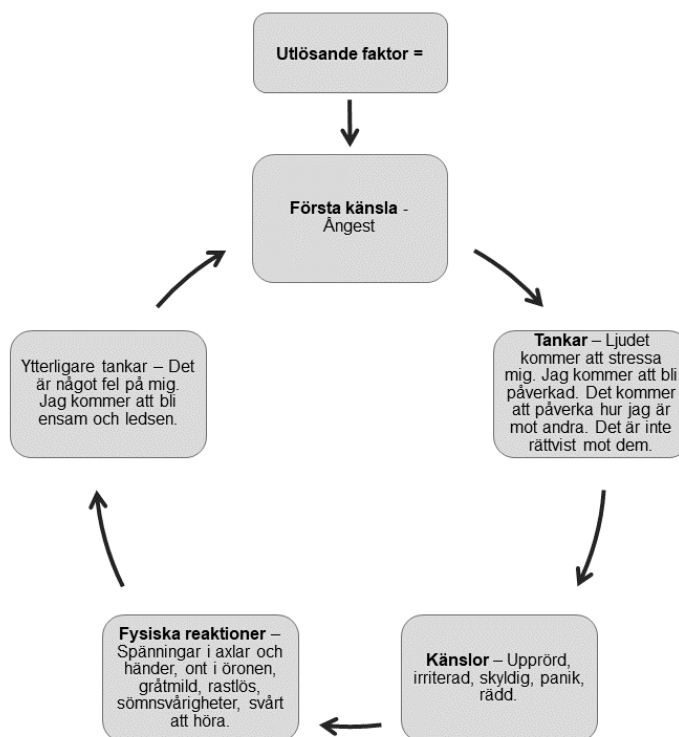 Utlösande faktor =
Första känsla -
Ångest
Tankar – Ljudet
kommer att stressa
mig. Jag kommer att bli
påverkad. Det kommer
att påverka hur jag är
mot andra. Det är inte
rättvist mot dem.
Känslor – Upprörd,
irriterad, skyldig, panik,
rädd.
Fysiska reaktioner –
Spänningar i axlar och
händer, ont i öronen,
gråtmild, rastlös,
sömnsvårigheter, svårt
att höra.
Ytterligare tankar – Det
är något fel på mig.
Jag kommer att bli
ensam och ledsen.